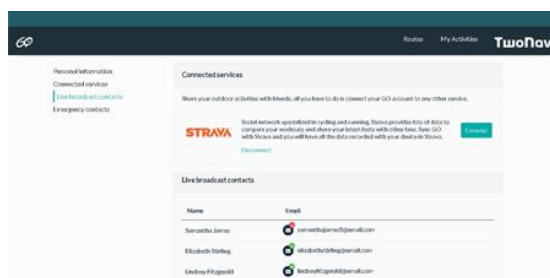 GO
Routes My Activities TwoNav
Personal information
Connected services
Live broadcast contacts
Emergency contacts
Connected services
Share your outdoor activities with friends, all you have to do is connect your GO account to any other service.
STRAVA
Social network specialized in cycling and running. Strava provides lots of data to
compare your workouts and share your latest feats with other fans. Sync GO
with Strava and you will have all the data recorded with your device in Strava.
Connected
Disconnect
Live broadcast contacts
Name Email
Samantha James
Elizabeth Stirling
Lindsay Fitzgerald